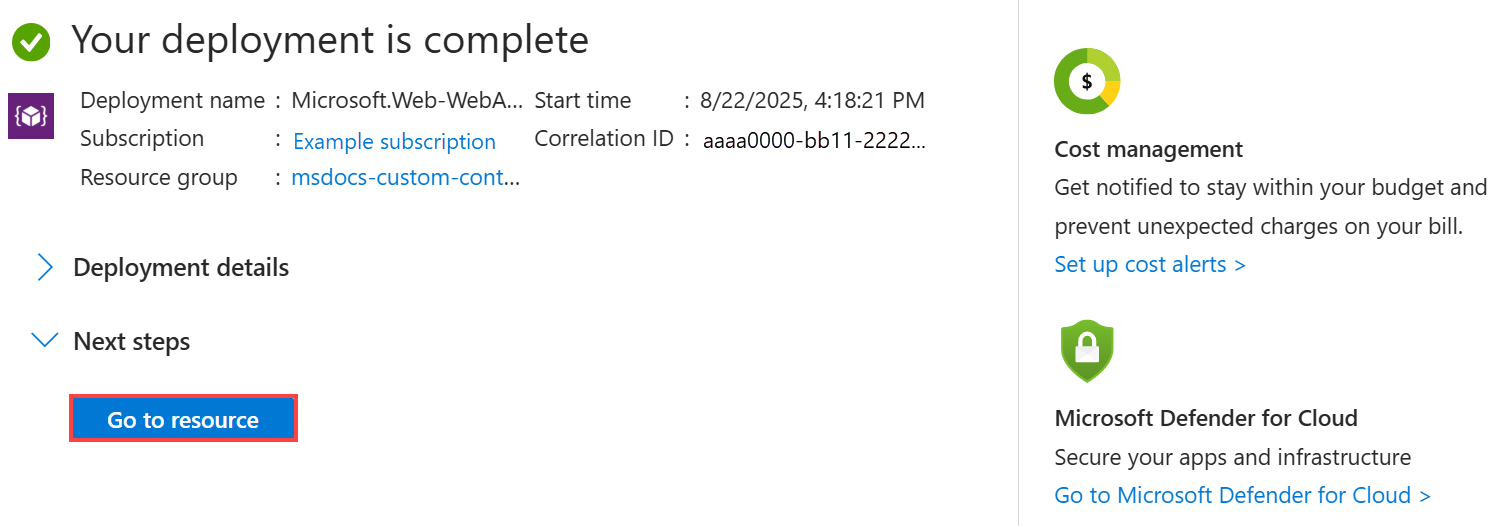 Your deployment is complete
Deployment name : Microsoft.Web-WebA... Start time : 8/22/2025, 4:18:21 PM
Subscription : Example subscription Correlation ID : aaaa0000-bb11-2222...
Resource group : msdocs-custom-cont...
Deployment details
Next steps
Go to resource
$
Cost management
Get notified to stay within your budget and
prevent unexpected charges on your bill.
Set up cost alerts >
Microsoft Defender for Cloud
Secure your apps and infrastructure
Go to Microsoft Defender for Cloud >